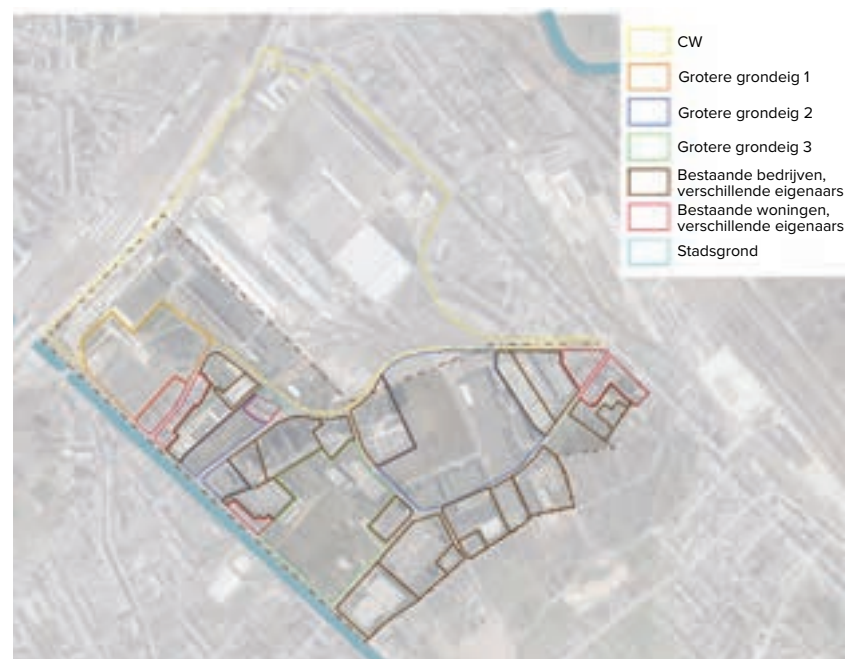 CW
Grotere grondeig 1
Grotere grondeig 2
Grotere grondeig 3
Bestaande bedrijven,
verschillende eigenaars
Bestaande woningen,
verschillende eigenaars
Stadsgrond